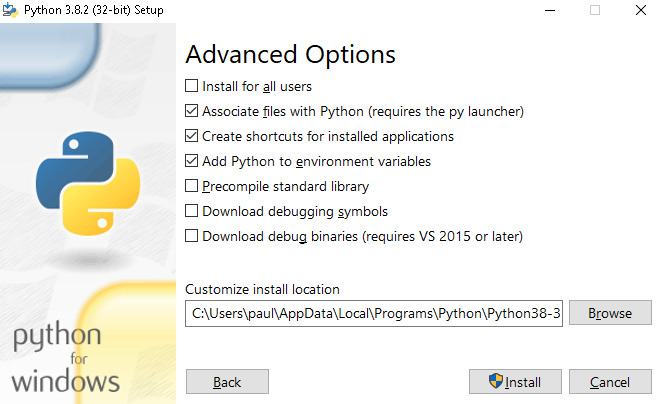 Python 3.8.2 (32-bit) Setup
Advanced Options
Install for all users
Associate files with Python (requires the py launcher)
Create shortcuts for installed applications
Add Python to environment variables
Precompile standard library
Download debugging symbols
Download debug binaries (requires VS 2015 or later)
Customize install location
C:\Users\paul\AppData\Local\Programs\Python\Python38-3
Browse
python
for
windows
Back
Install
Cancel